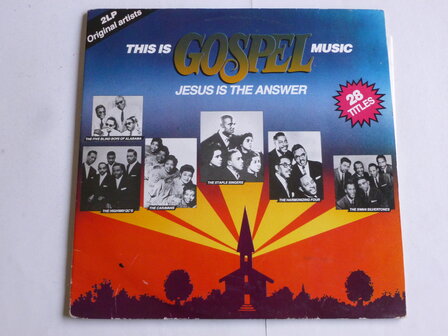 2LP
Original artists
THIS IS GOSPEL MUSIC
JESUS IS THE ANSWER
28
TITLES
THE FIVE BLIND BOYS OF ALABAMA
THE HIGHWAY QC'S
THE CARAVANS
THE STAPLE SINGERS
THE HARMONIZING FOUR
THE SWAN SILVERTONES